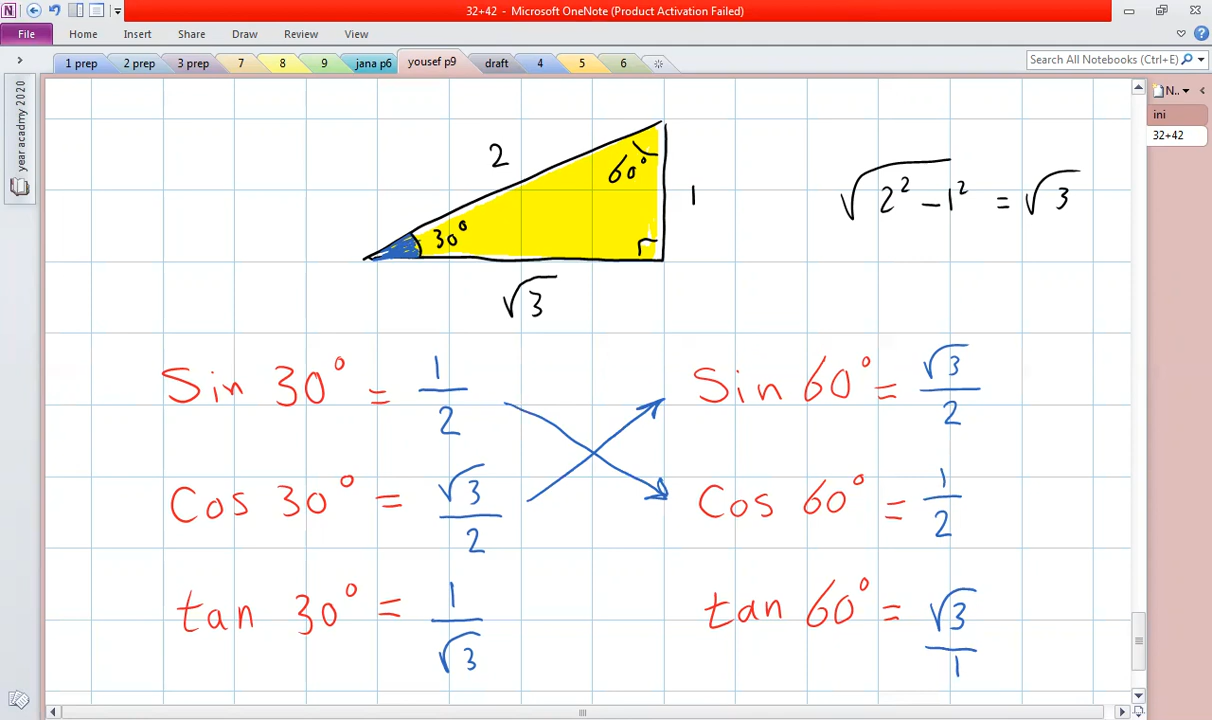 32+42 - Microsoft OneNote (Product Activation Failed)
File Home Insert Share Draw Review View
1 prep 2 prep 3 prep 7 8 9 jana p6 yousef p9 draft 4 5 6
Search All Notebooks (Ctrl+E)
N..
ini
32+42
year academy 2020
2
60°
1
30°
√3
√2² - 1² = √3
Sin 30° = 1/2
Sin 60° = √3/2
Cos 30° = √3/2
Cos 60° = 1/2
tan 30° = 1/√3
tan 60° = √3/1